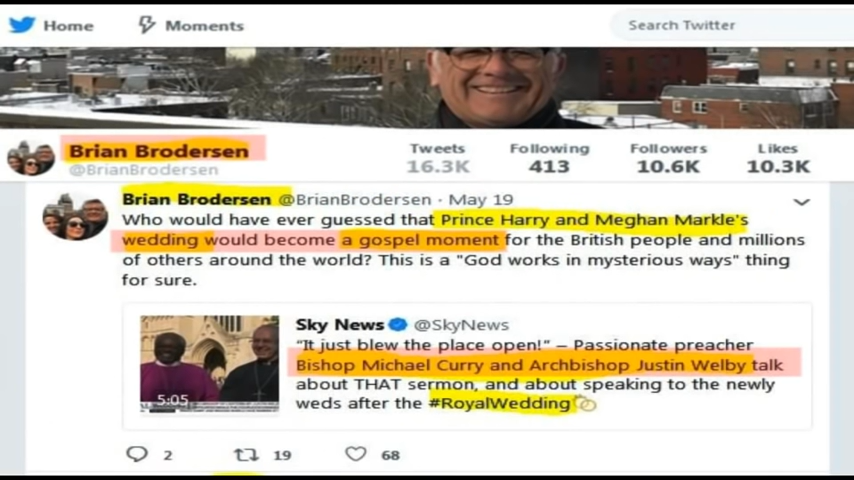 Home Moments Search Twitter
Brian Brodersen
@BrianBrodersen
Tweets Following Followers Likes
16.3K 413 10.6K 10.3K
Brian Brodersen @BrianBrodersen · May 19
Who would have ever guessed that Prince Harry and Meghan Markle's
wedding would become a gospel moment for the British people and millions
of others around the world? This is a "God works in mysterious ways" thing
for sure.
Sky News @SkyNews
“It just blew the place open!” – Passionate preacher
Bishop Michael Curry and Archbishop Justin Welby talk
about THAT sermon, and about speaking to the newly
weds after the #RoyalWedding
5:05
2 19 68